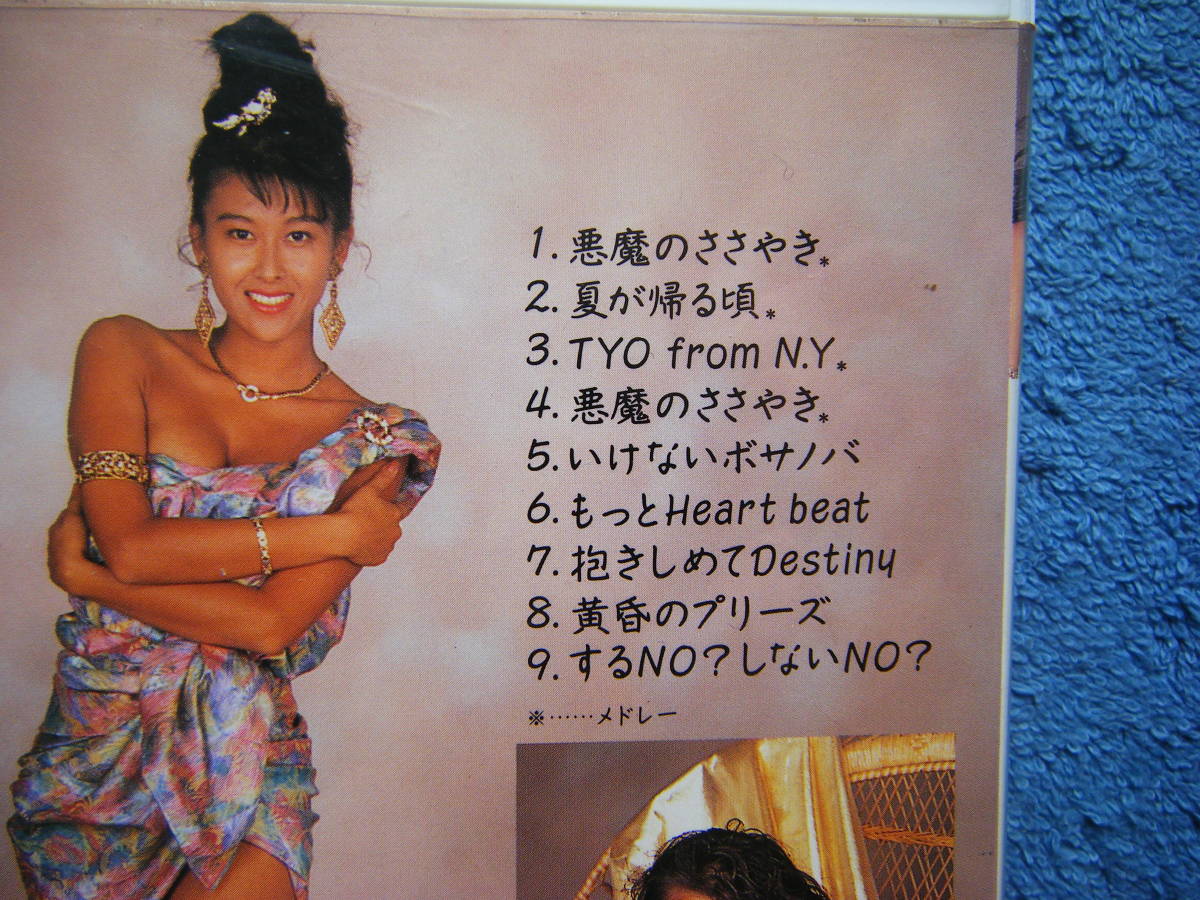 1. 悪魔のささやき*
2. 夏が帰る頃*
3. TYO from N.Y.*
4. 悪魔のささやき*
5. いけないボサノバ
6. もっとHeart beat
7. 抱きしめてDestiny
8. 黄昏のプリーズ
9. するNO?しないNO?
※……メドレー